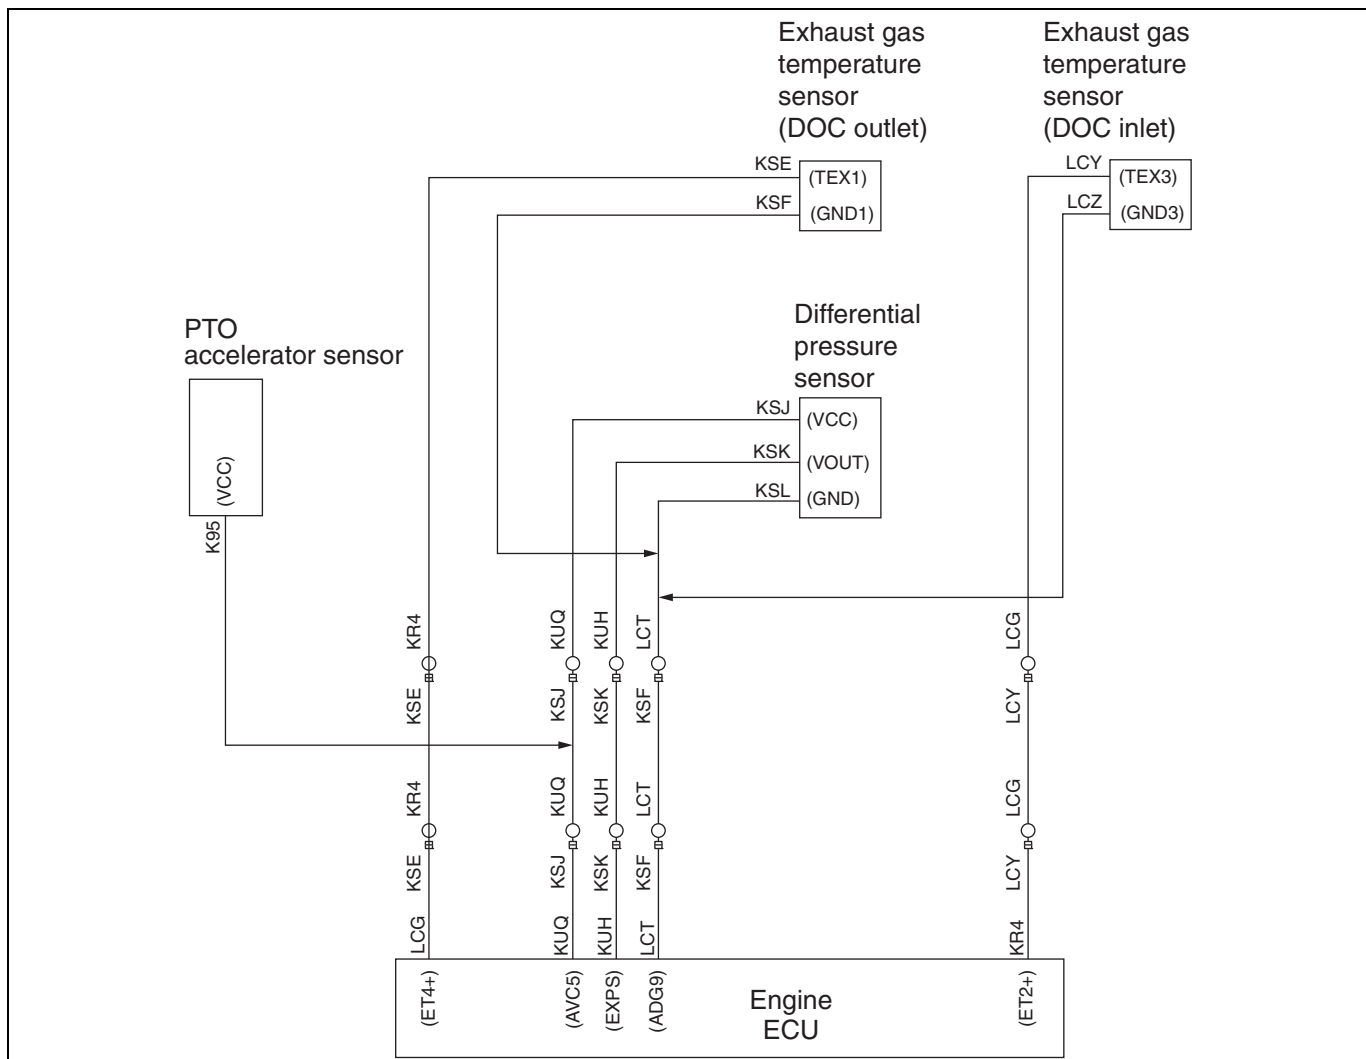 Exhaust gas
temperature
sensor
(DOC outlet)
Exhaust gas
temperature
sensor
(DOC inlet)
KSE
(TEX1)
KSF
(GND1)
LCY
(TEX3)
LCZ
(GND3)
PTO
accelerator sensor
(VCC)
K95
Differential
pressure
sensor
KSJ
(VCC)
KSK
(VOUT)
KSL
(GND)
KR4
KUQ
KUH
LCT
LCG
KSE
KSJ
KSK
KSF
LCY
KR4
KUQ
KUH
LCT
LCG
KSE
KSJ
KSK
KSF
LCY
LCG
KUQ
KUH
LCT
KR4
(ET4+)
(AVC5)
(EXPS)
(ADG9)
(ET2+)
Engine
ECU